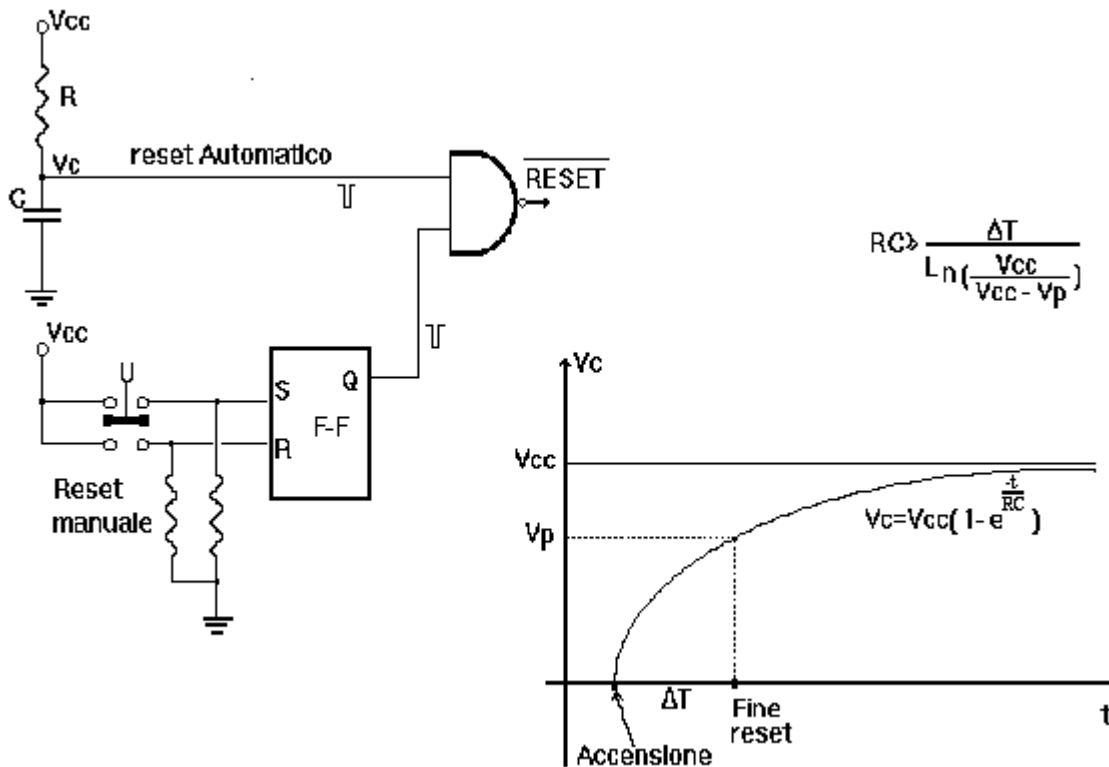 Vcc
R
Vc
reset Automatico
RESET
C
RC≥ ΔT
Ln(Vcc
Vcc - Vp)
Vcc
S
Q
F-F
R
Reset
manuale
Vc
Vcc
Vc=Vcc(1-e
-t
RC
)
Vp
ΔT
Fine
reset
t
Accensione